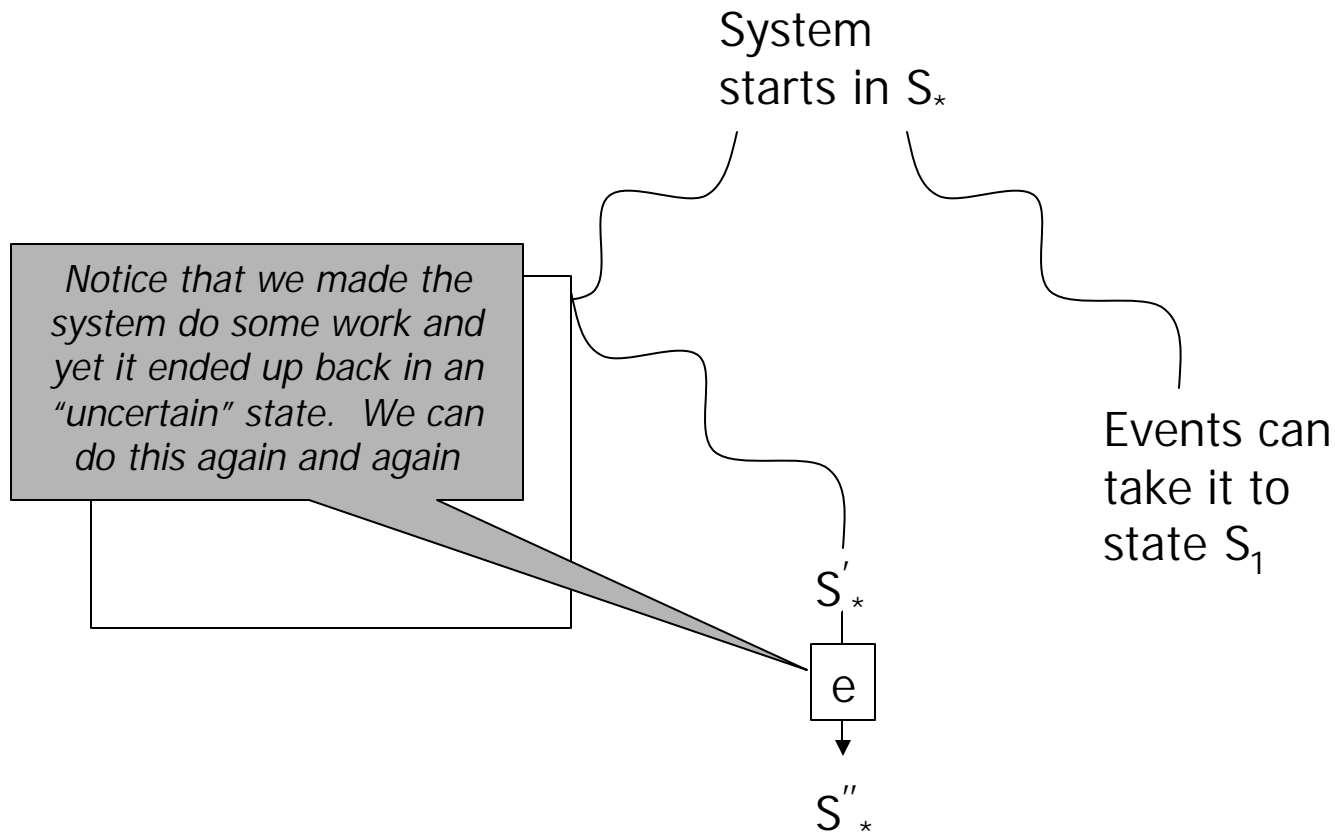 System
starts in S*
Notice that we made the
system do some work and
yet it ended up back in an
“uncertain” state.  We can
do this again and again
Events can
take it to
state S₁
S'*
e
S''*